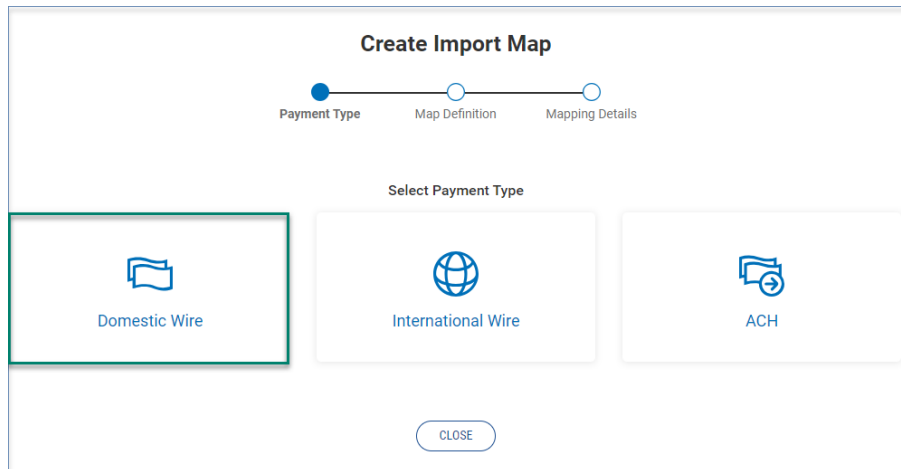 Create Import Map
Payment Type Map Definition Mapping Details
Select Payment Type
Domestic Wire International Wire ACH
CLOSE